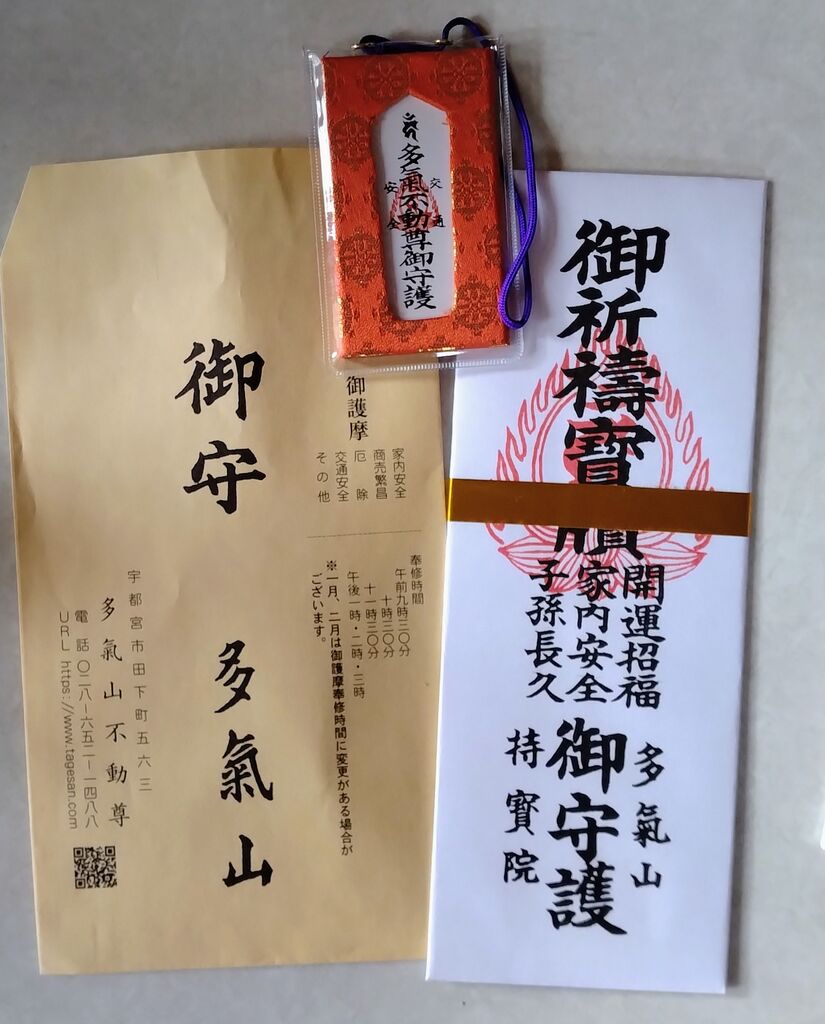 多氣不動尊御守護
交通
安全
御守 多氣山
御護摩
家内安全
商売繁昌
厄除
交通安全
その他
奉修時間
午前九時三〇分
十時三〇分
十一時三〇分
午後一時・二時・三時
※一月、二月は御護摩奉修時間に変更がある場合が
ございます。
宇都宮市田下町五六三
多氣山不動尊
電話〇二八ー六五二ー一四八八
URL https://www.tagesan.com
御祈禱寶牘
開運招福
家内安全
子孫長久
多氣山
御守護
持寳院